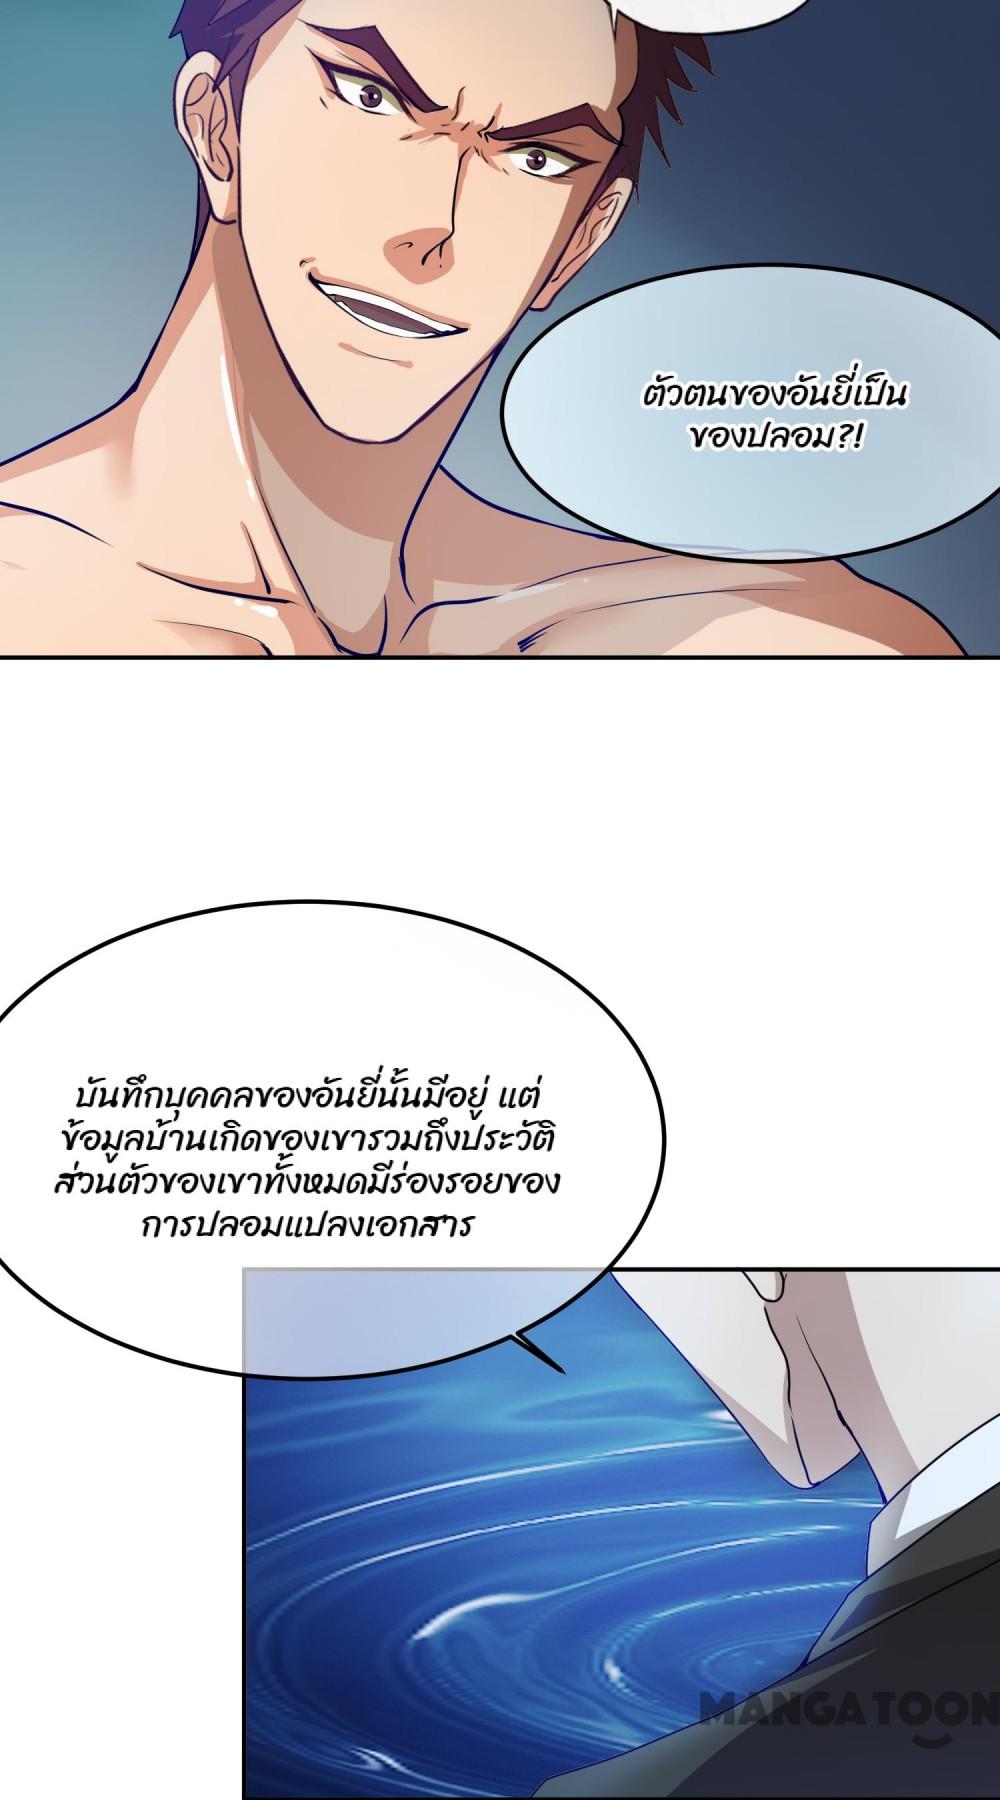 ตัวตนของอันยี่เป็น
ของปลอม?!
บันทึกบุคคลของอันยี่นั้นมีอยู่ แต่
ข้อมูลบ้านเกิดของเขารวมถึงประวัติ
ส่วนตัวของเขาทั้งหมดมีร่องรอยของ
การปลอมแปลงเอกสาร
MANGATOON